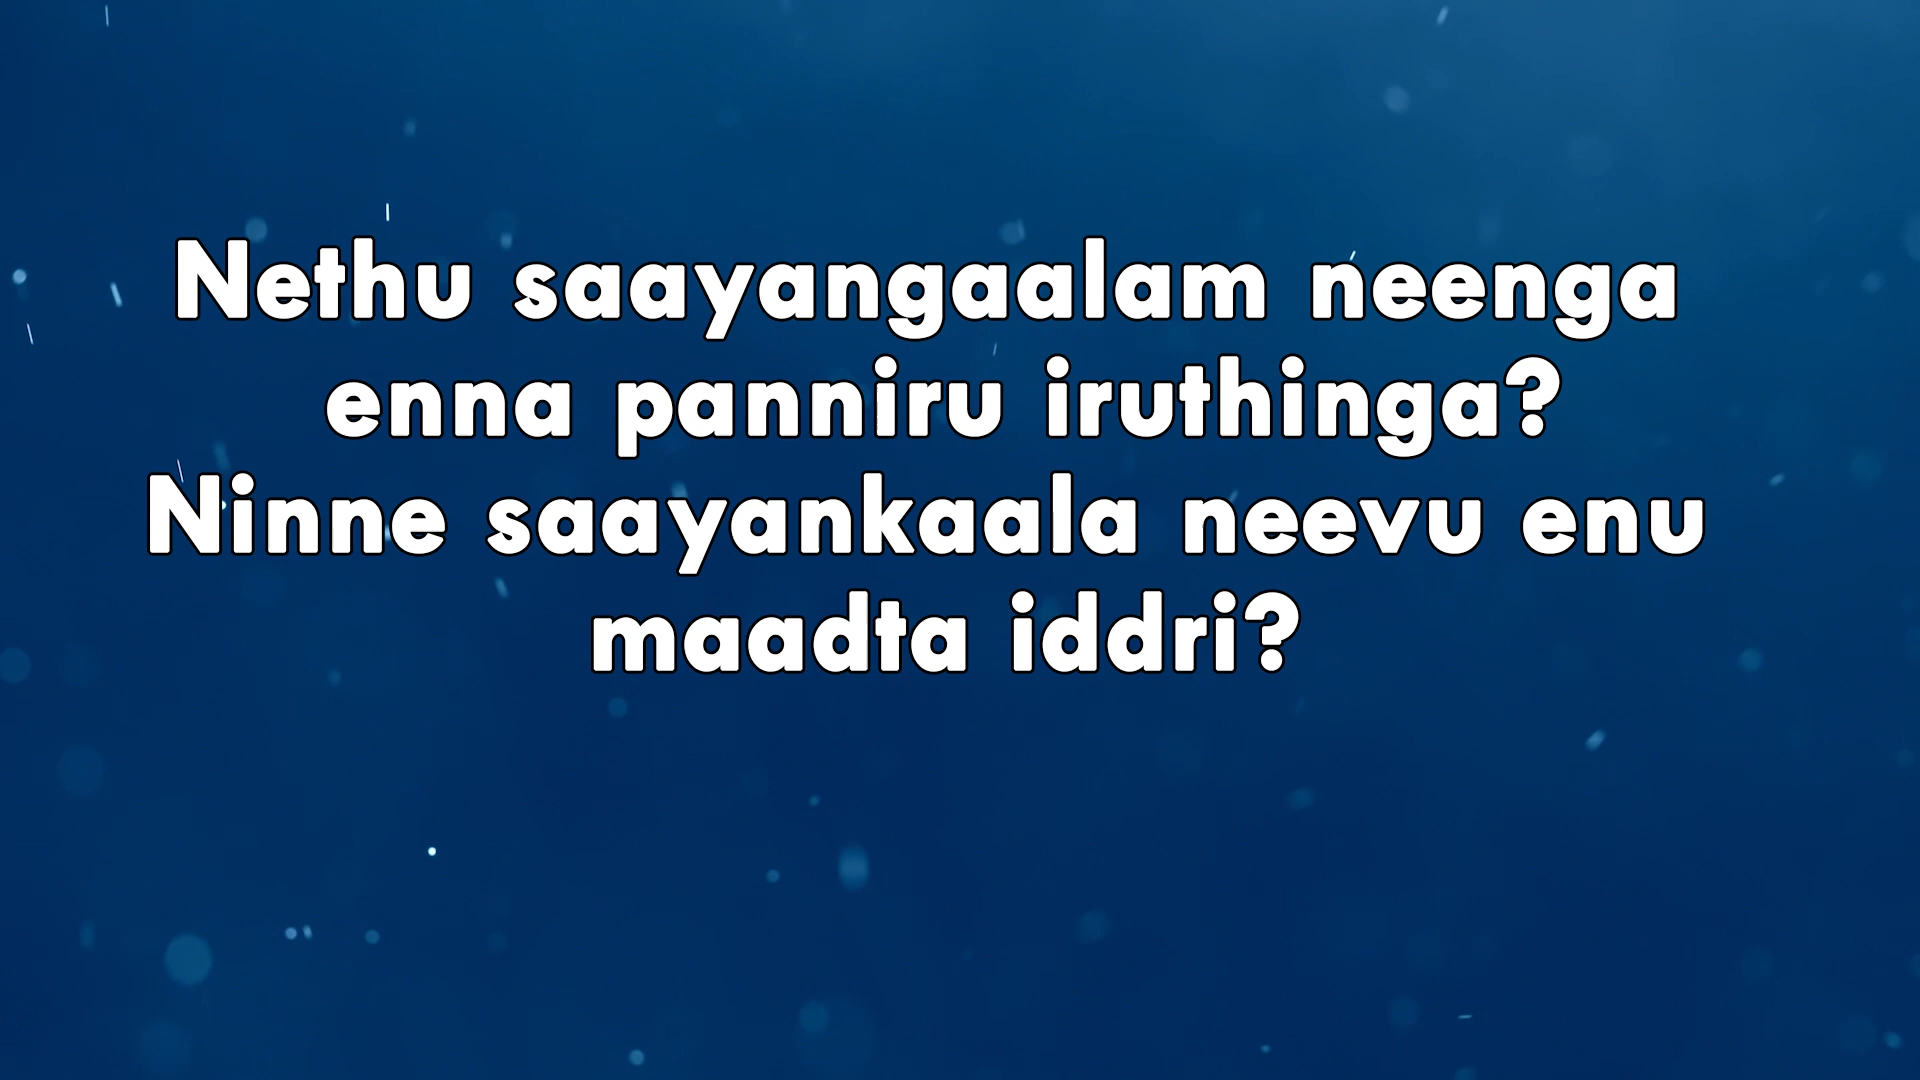 Nethu saayangaalam neenga
enna panniru iruthinga?
Ninne saayankaala neevu enu
maadta iddri?